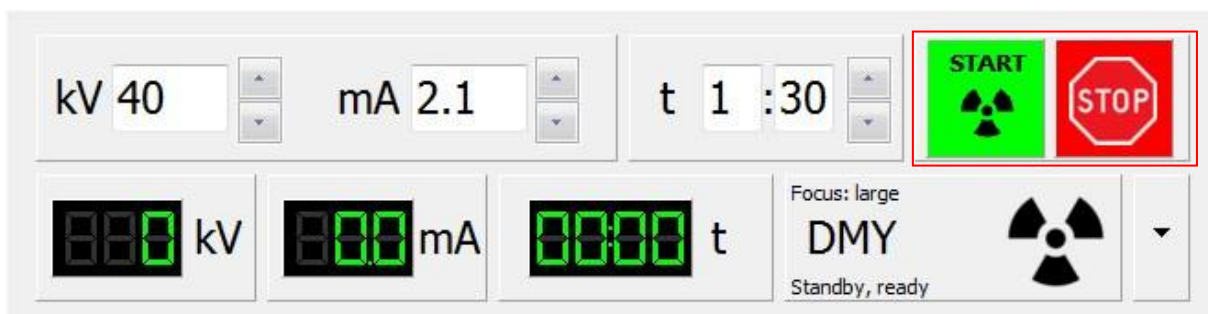 kV 40 mA 2.1 t 1 :30 START STOP
0 kV 0.0 mA 00:00 t
Focus: large
DMY
Standby, ready